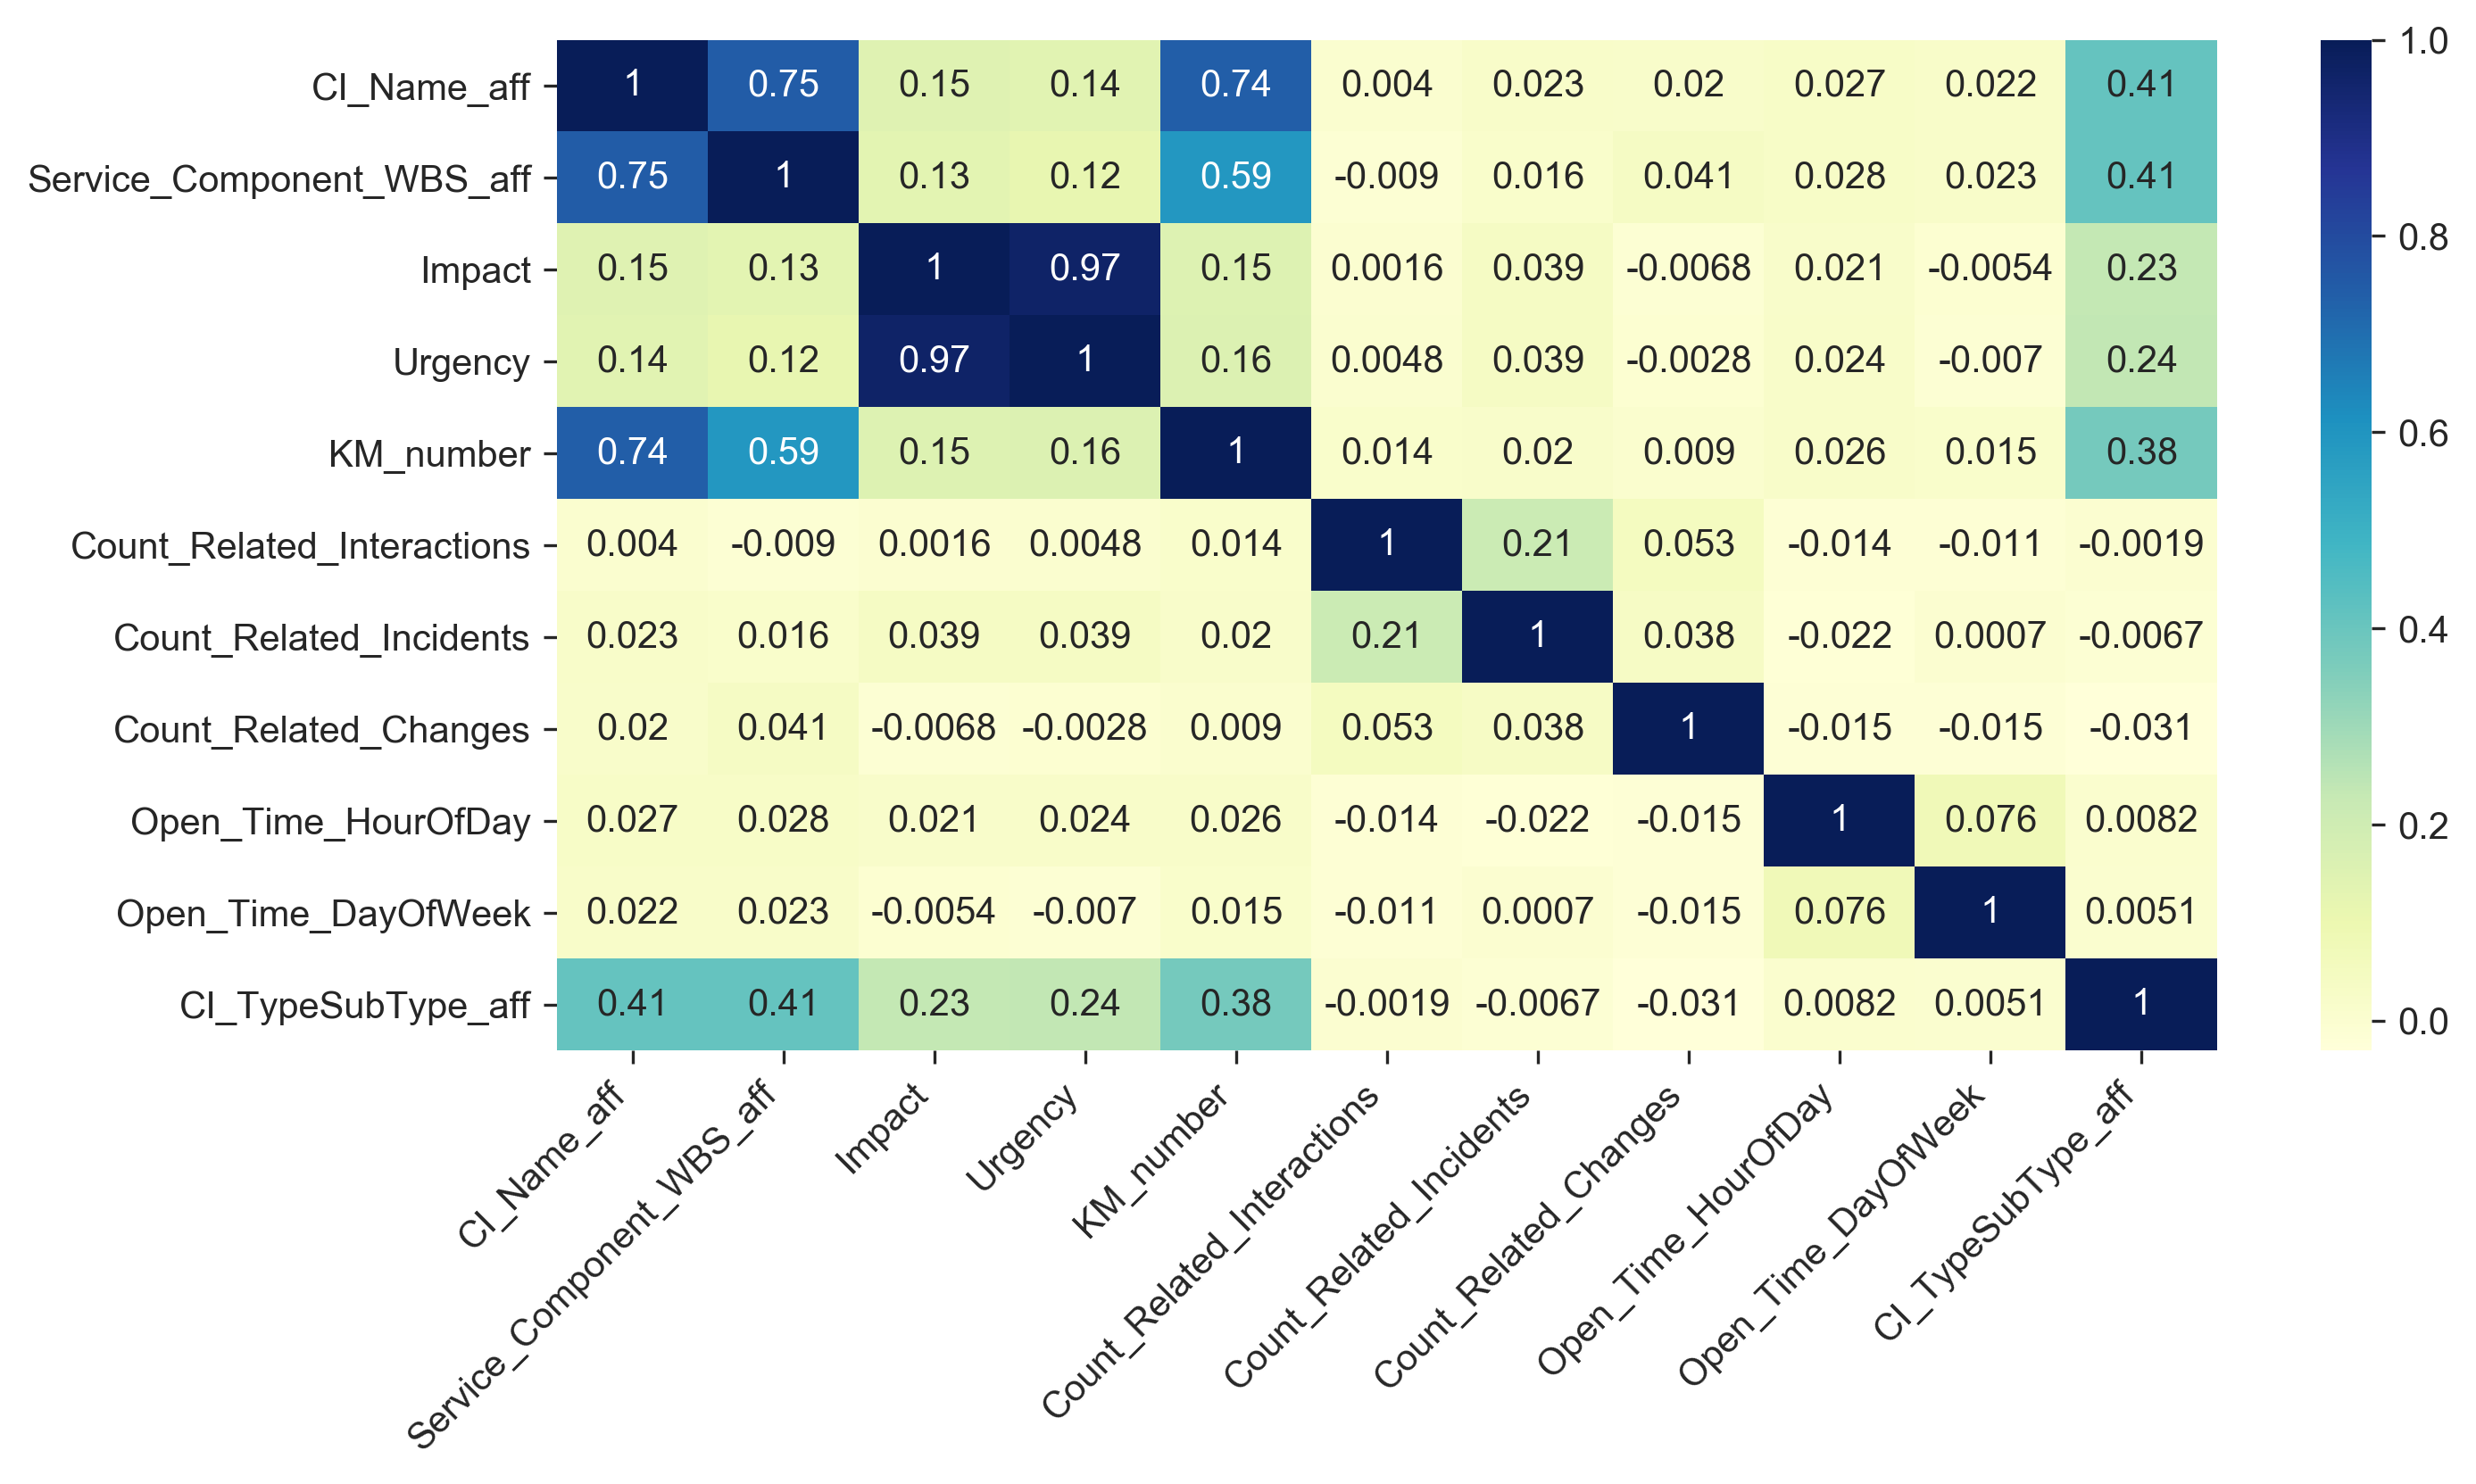 CI_Name_aff 1 0.75 0.15 0.14 0.74 0.004 0.023 0.02 0.027 0.022 0.41
Service_Component_WBS_aff 0.75 1 0.13 0.12 0.59 -0.009 0.016 0.041 0.028 0.023 0.41
Impact 0.15 0.13 1 0.97 0.15 0.0016 0.039 -0.0068 0.021 -0.0054 0.23
Urgency 0.14 0.12 0.97 1 0.16 0.0048 0.039 -0.0028 0.024 -0.007 0.24
KM_number 0.74 0.59 0.15 0.16 1 0.014 0.02 0.009 0.026 0.015 0.38
Count_Related_Interactions 0.004 -0.009 0.0016 0.0048 0.014 1 0.21 0.053 -0.014 -0.011 -0.0019
Count_Related_Incidents 0.023 0.016 0.039 0.039 0.02 0.21 1 0.038 -0.022 0.0007 -0.0067
Count_Related_Changes 0.02 0.041 -0.0068 -0.0028 0.009 0.053 0.038 1 -0.015 -0.015 -0.031
Open_Time_HourOfDay 0.027 0.028 0.021 0.024 0.026 -0.014 -0.022 -0.015 1 0.076 0.0082
Open_Time_DayOfWeek 0.022 0.023 -0.0054 -0.007 0.015 -0.011 0.0007 -0.015 0.076 1 0.0051
CI_TypeSubType_aff 0.41 0.41 0.23 0.24 0.38 -0.0019 -0.0067 -0.031 0.0082 0.0051 1
CI_Name_aff
Service_Component_WBS_aff
Impact
Urgency
KM_number
Count_Related_Interactions
Count_Related_Incidents
Count_Related_Changes
Open_Time_HourOfDay
Open_Time_DayOfWeek
CI_TypeSubType_aff
1.0
0.8
0.6
0.4
0.2
0.0